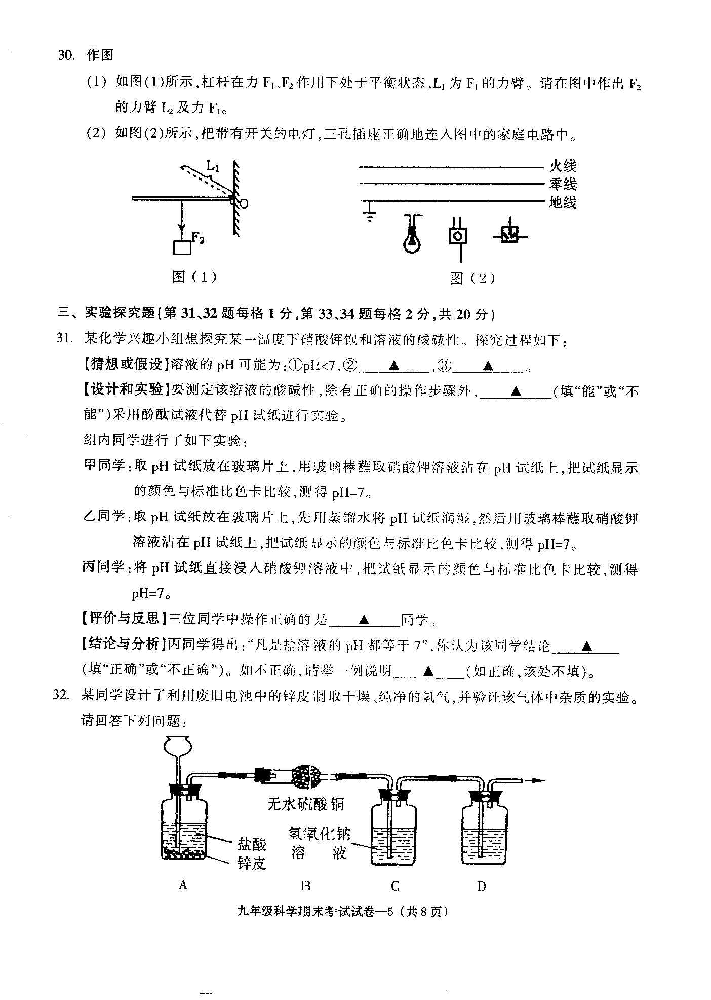 30. 作图
(1) 如图(1)所示,杠杆在力 F₁、F₂ 作用下处于平衡状态,L₁ 为 F₁ 的力臂。请在图中作出 F₂
的力臂 L₂ 及力 F₁。
(2) 如图(2)所示,把带有开关的电灯,三孔插座正确地连入图中的家庭电路中。
L₁
O
F₂
图(1)
火线
零线
地线
图(2)
三、实验探究题(第 31、32 题每格 1 分,第 33、34 题每格 2 分,共 20 分)
31. 某化学兴趣小组想探究某一温度下硝酸钾饱和溶液的酸碱性。探究过程如下:
【猜想或假设】溶液的 pH 可能为:①pH<7,②____▲____,③____▲____。
【设计和实验】要测定该溶液的酸碱性,除有正确的操作步骤外,____▲____(填“能”或“不
能”)采用酚酞试液代替 pH 试纸进行实验。
组内同学进行了如下实验:
甲同学:取 pH 试纸放在玻璃片上,用玻璃棒蘸取硝酸钾溶液沾在 pH 试纸上,把试纸显示
的颜色与标准比色卡比较,测得 pH=7。
乙同学:取 pH 试纸放在玻璃片上,先用蒸馏水将 pH 试纸润湿,然后用玻璃棒蘸取硝酸钾
溶液沾在 pH 试纸上,把试纸显示的颜色与标准比色卡比较,测得 pH=7。
丙同学:将 pH 试纸直接浸入硝酸钾溶液中,把试纸显示的颜色与标准比色卡比较,测得
pH=7。
【评价与反思】三位同学中操作正确的是____▲____同学。
【结论与分析】丙同学得出:“凡是盐溶液的 pH 都等于 7”,你认为该同学结论____▲____
(填“正确”或“不正确”)。如不正确,请举一例说明____▲____(如正确,该处不填)。
32. 某同学设计了利用废旧电池中的锌皮制取干燥、纯净的氢气,并验证该气体中杂质的实验。
请回答下列问题:
无水硫酸铜
盐酸
锌皮
氢氧化钠
溶 液
A B C D
九年级科学期末考试试卷—5(共 8 页)